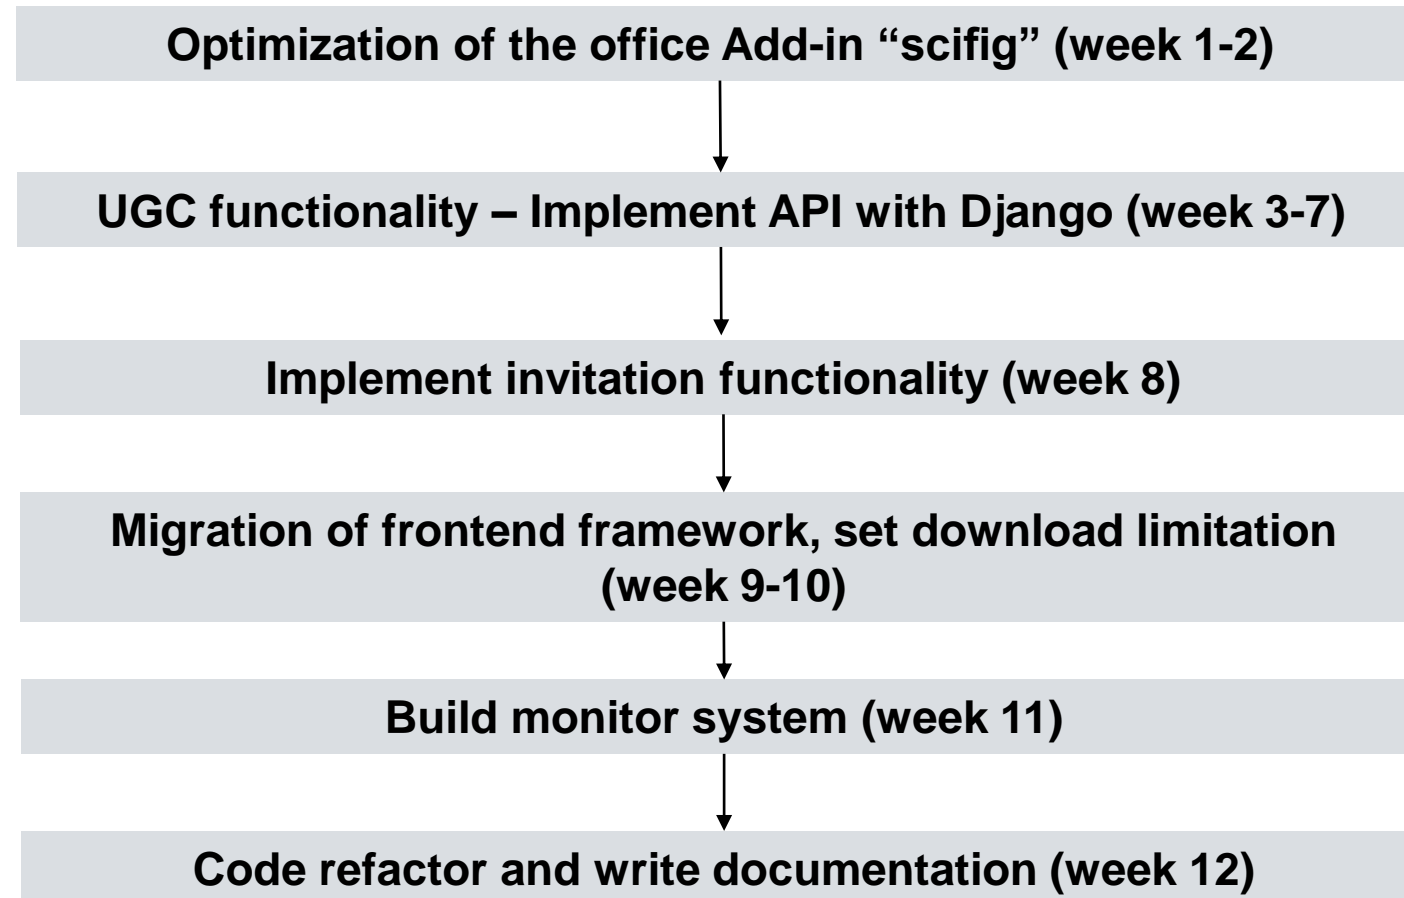 Optimization of the office Add-in “scifig” (week 1-2)
UGC functionality – Implement API with Django (week 3-7)
Implement invitation functionality (week 8)
Migration of frontend framework, set download limitation
(week 9-10)
Build monitor system (week 11)
Code refactor and write documentation (week 12)